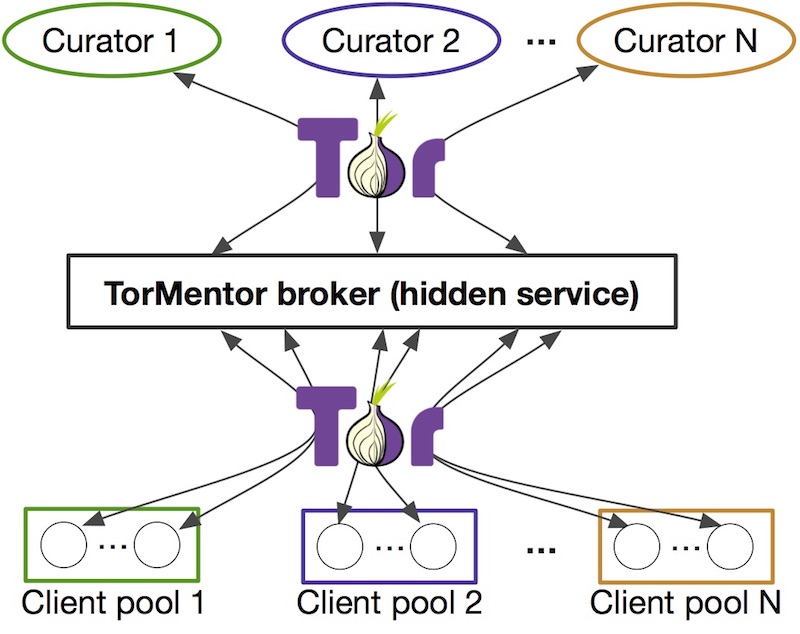 Curator 1
Curator 2
...
Curator N
Tor
TorMentor broker (hidden service)
Tor
...
...
...
...
Client pool 1
Client pool 2
Client pool N